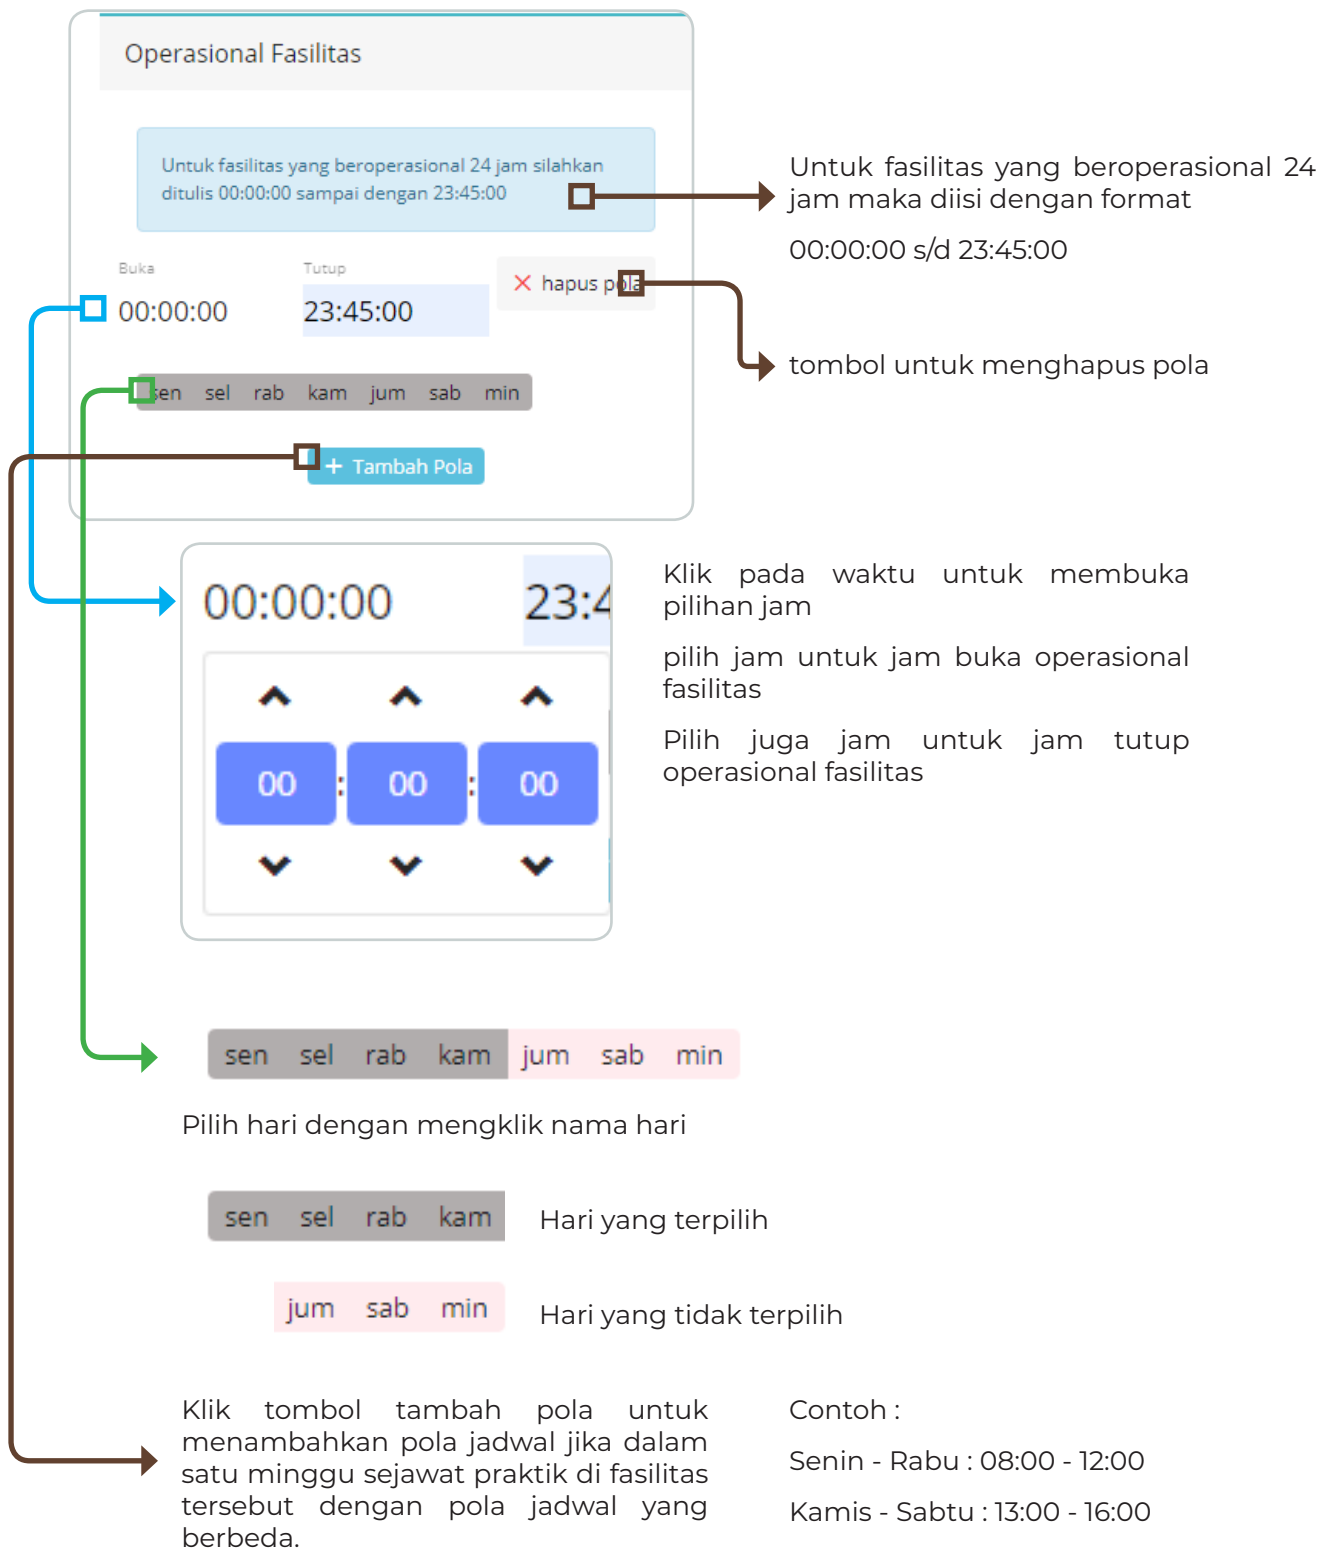 Operasional Fasilitas
Untuk fasilitas yang beroperasional 24 jam silahkan
ditulis 00:00:00 sampai dengan 23:45:00
Untuk fasilitas yang beroperasional 24
jam maka diisi dengan format
00:00:00 s/d 23:45:00
Buka
Tutup
hapus pola
00:00:00
23:45:00
tombol untuk menghapus pola
sen sel rab kam jum sab min
+ Tambah Pola
00:00:00
23:4
Klik pada waktu untuk membuka
pilihan jam
pilih jam untuk jam buka operasional
fasilitas
Pilih juga jam untuk jam tutup
operasional fasilitas
00 : 00 : 00
sen sel rab kam jum sab min
Pilih hari dengan mengklik nama hari
sen sel rab kam
Hari yang terpilih
jum sab min
Hari yang tidak terpilih
Klik tombol tambah pola untuk
menambahkan pola jadwal jika dalam
satu minggu sejawat praktik di fasilitas
tersebut dengan pola jadwal yang
berbeda.
Contoh :
Senin - Rabu : 08:00 - 12:00
Kamis - Sabtu : 13:00 - 16:00